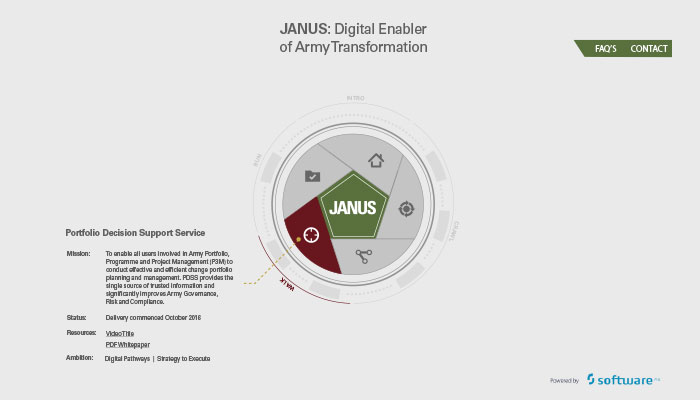 JANUS: Digital Enabler
of Army Transformation
FAQ'S CONTACT
INTRO
RUN
CRAWL
WALK
JANUS
Portfolio Decision Support Service
Mission: To enable all users involved in Army Portfolio,
Programme and Project Management (P3M) to
conduct effective and efficient change portfolio
planning and management. PDSS provides the
single source of trusted information and
significantly improves Army Governance,
Risk and Compliance.
Status: Delivery commenced October 2016
Resources: Video Title
PDF Whitepaper
Ambition: Digital Pathways | Strategy to Execute
Powered by software